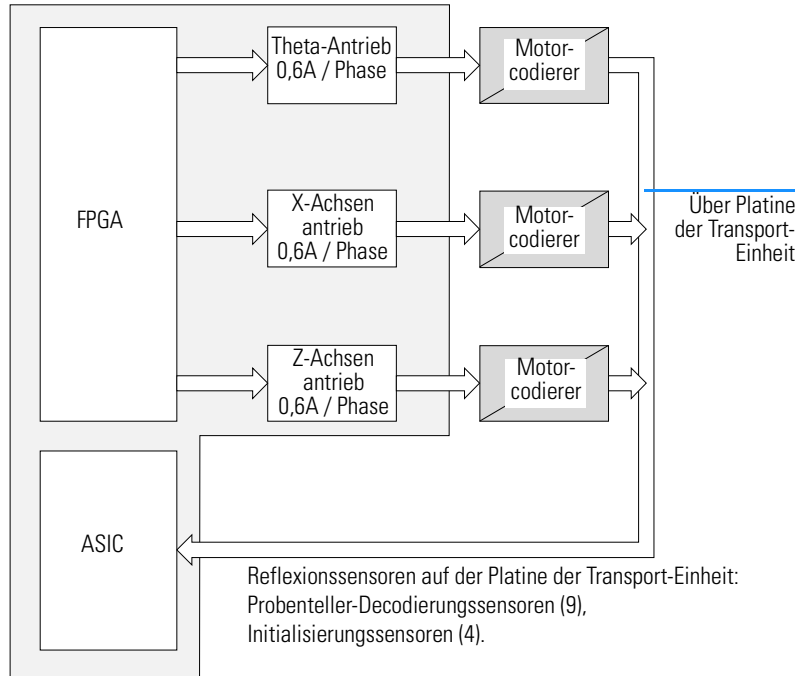 Theta-Antrieb
0,6A / Phase
Motor-
codierer
FPGA
X-Achsen
antrieb
0,6A / Phase
Motor-
codierer
Über Platine
der Transport-
Einheit
Z-Achsen
antrieb
0,6A / Phase
Motor-
codierer
ASIC
Reflexionssensoren auf der Platine der Transport-Einheit:
Probenteller-Decodierungssensoren (9),
Initialisierungssensoren (4).